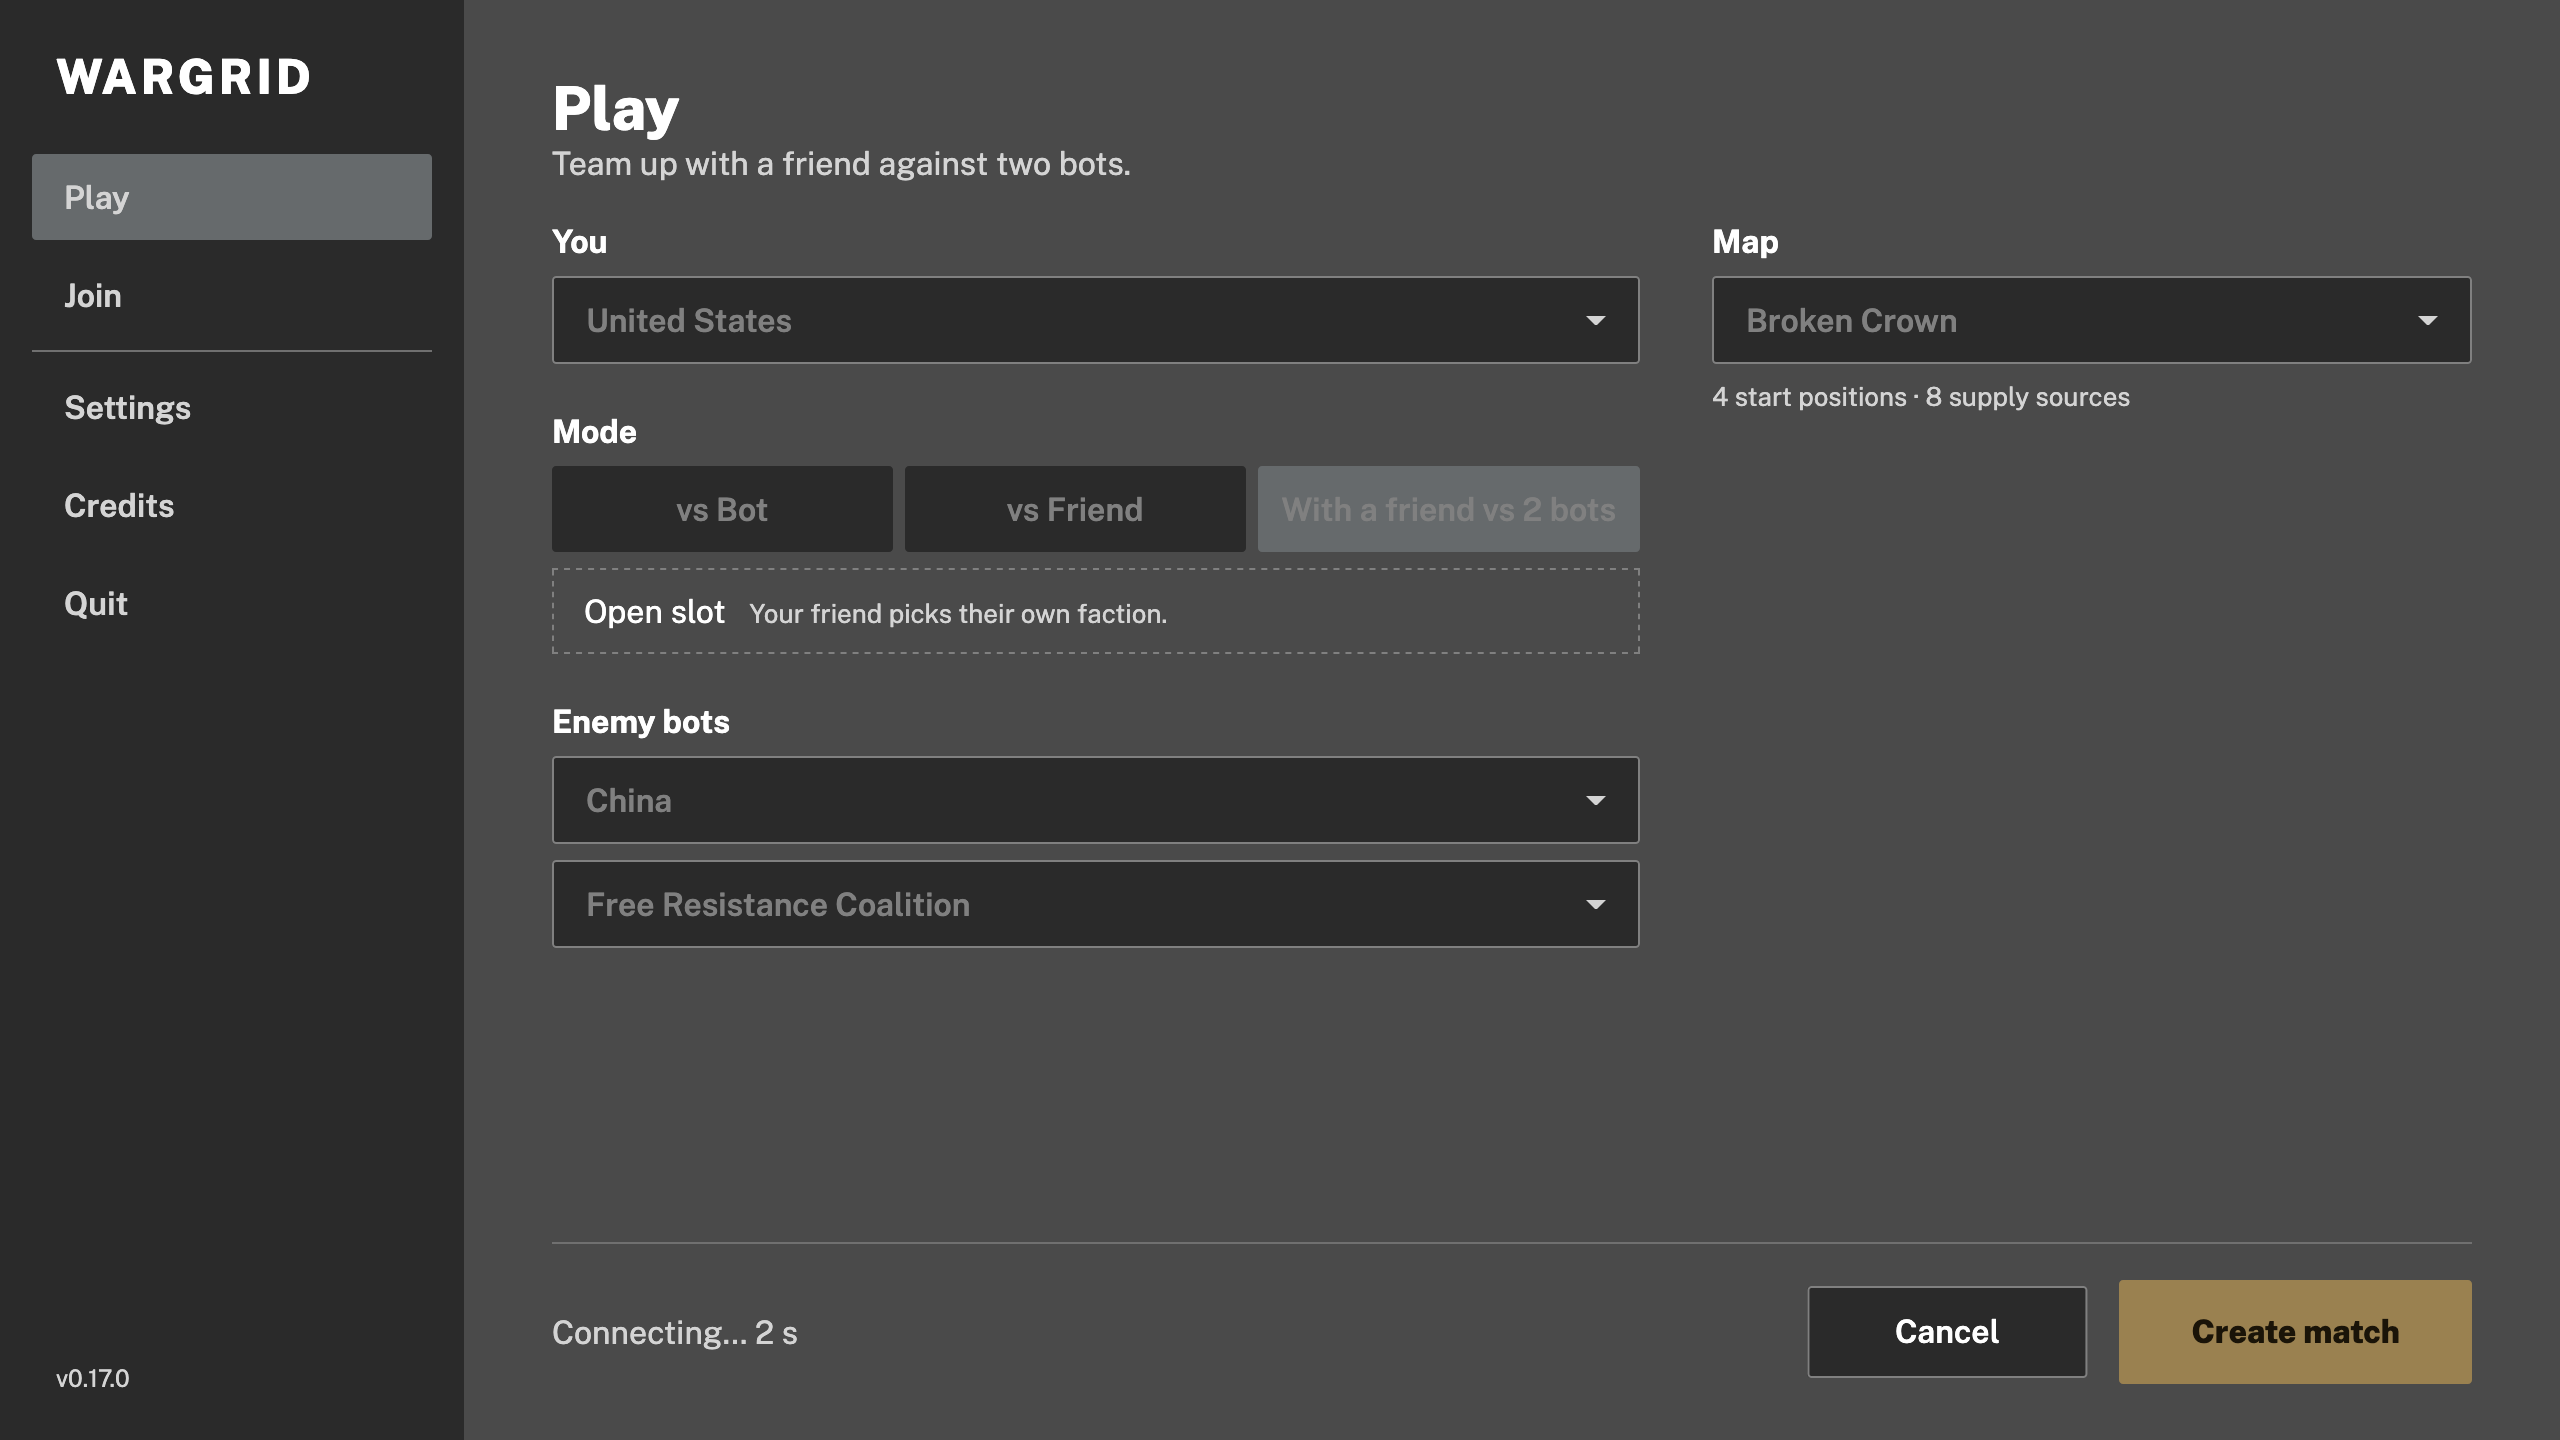 WARGRID
Play
Join
Settings
Credits
Quit
v0.17.0
Play
Team up with a friend against two bots.
You
United States
Mode
vs Bot
vs Friend
With a friend vs 2 bots
Open slot Your friend picks their own faction.
Enemy bots
China
Free Resistance Coalition
Map
Broken Crown
4 start positions · 8 supply sources
Connecting... 2 s
Cancel
Create match